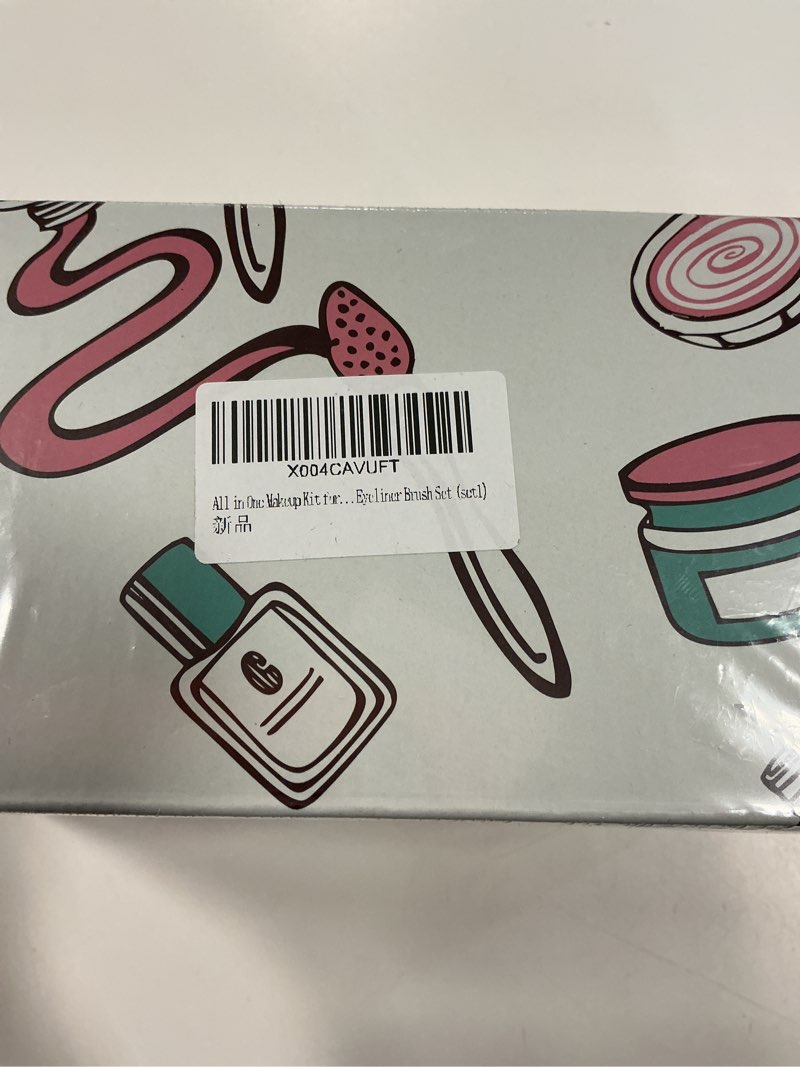 X004CAVUFT
All in One Makeup Kit for...Eyeliner Brush Set (set1)
新品